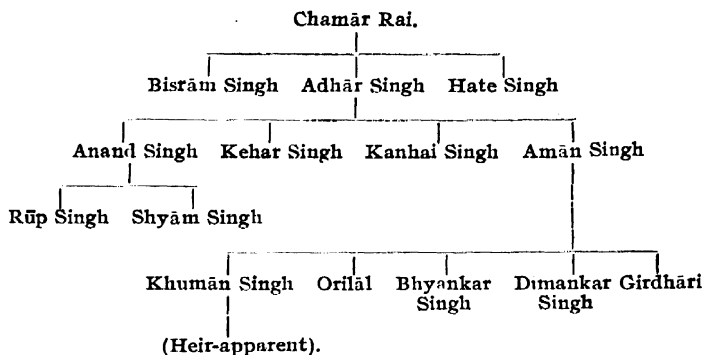 Chamār Rai.
Bisrām Singh Adhār Singh Hate Singh
Anand Singh Kehar Singh Kanhai Singh Amān Singh
Rūp Singh Shyām Singh
Khumān Singh Orilāl Bhyankar Dimankar Girdhāri
Singh Singh
(Heir-apparent).